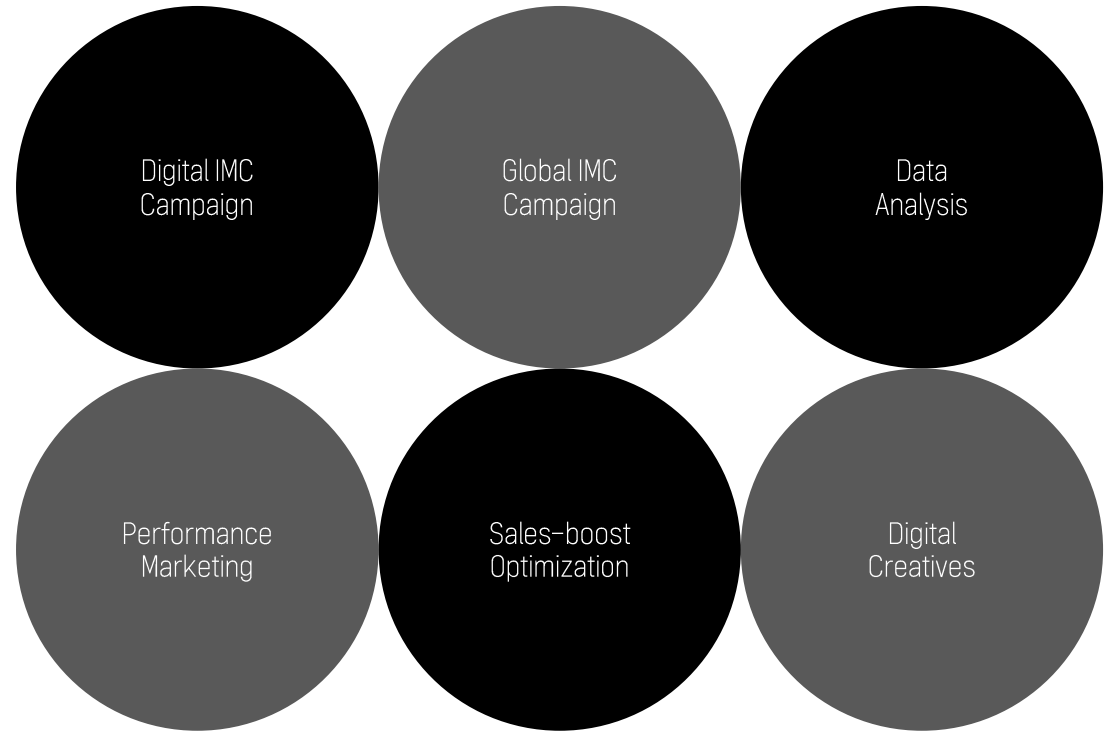 Digital IMC
Campaign
Global IMC
Campaign
Data
Analysis
Performance
Marketing
Sales-boost
Optimization
Digital
Creatives